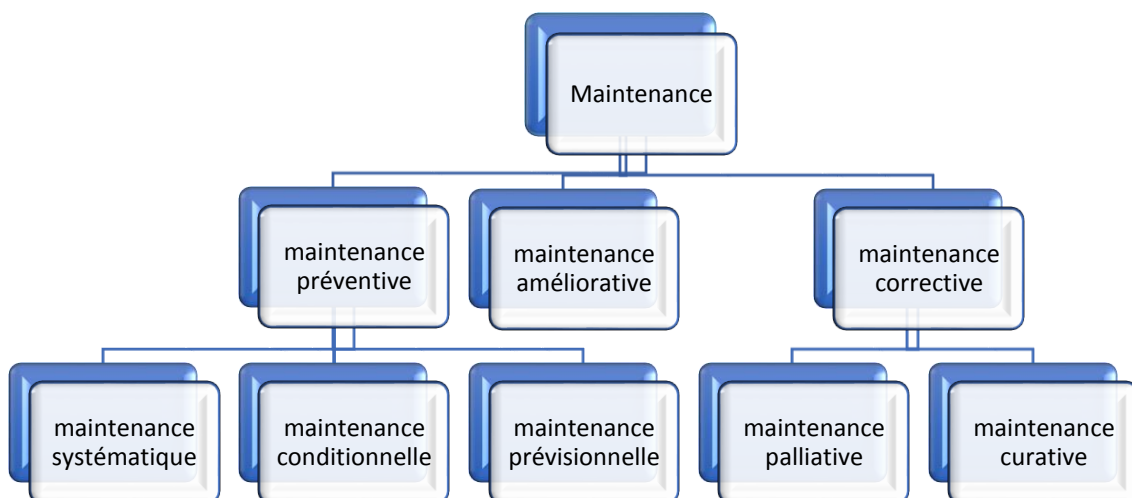 Maintenance
maintenance
préventive
maintenance
améliorative
maintenance
corrective
maintenance
systématique
maintenance
conditionnelle
maintenance
prévisionnelle
maintenance
palliative
maintenance
curative